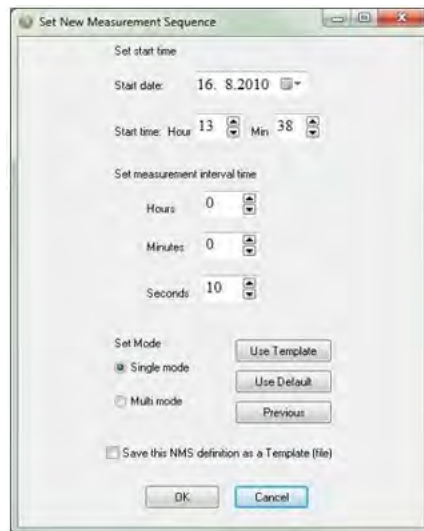 Set New Measurement Sequence
Set start time
Start date: 16. 8.2010
Start time: Hour 13 Min 38
Set measurement interval time
Hours 0
Minutes 0
Seconds 10
Set Mode
Use Template
Single mode
Use Default
Multi mode
Previous
Save this NMS definition as a Template (file)
OK Cancel